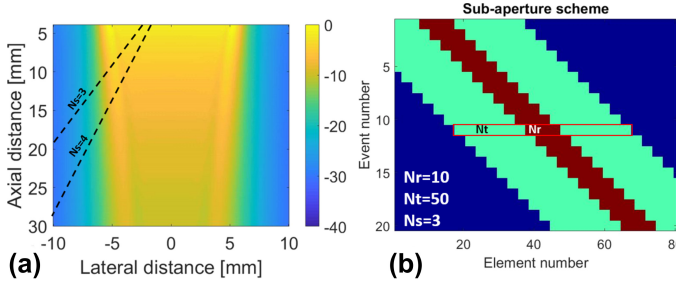 Sub-aperture scheme
(a)
Axial distance [mm]
5
10
15
20
25
30
Ns=3
Ns=4
-10
-5
0
5
10
Lateral distance [mm]
0
-10
-20
-30
-40
(b)
Event number
5
10
15
20
Nt
Nr
Nr=10
Nt=50
Ns=3
20
40
60
80
Element number